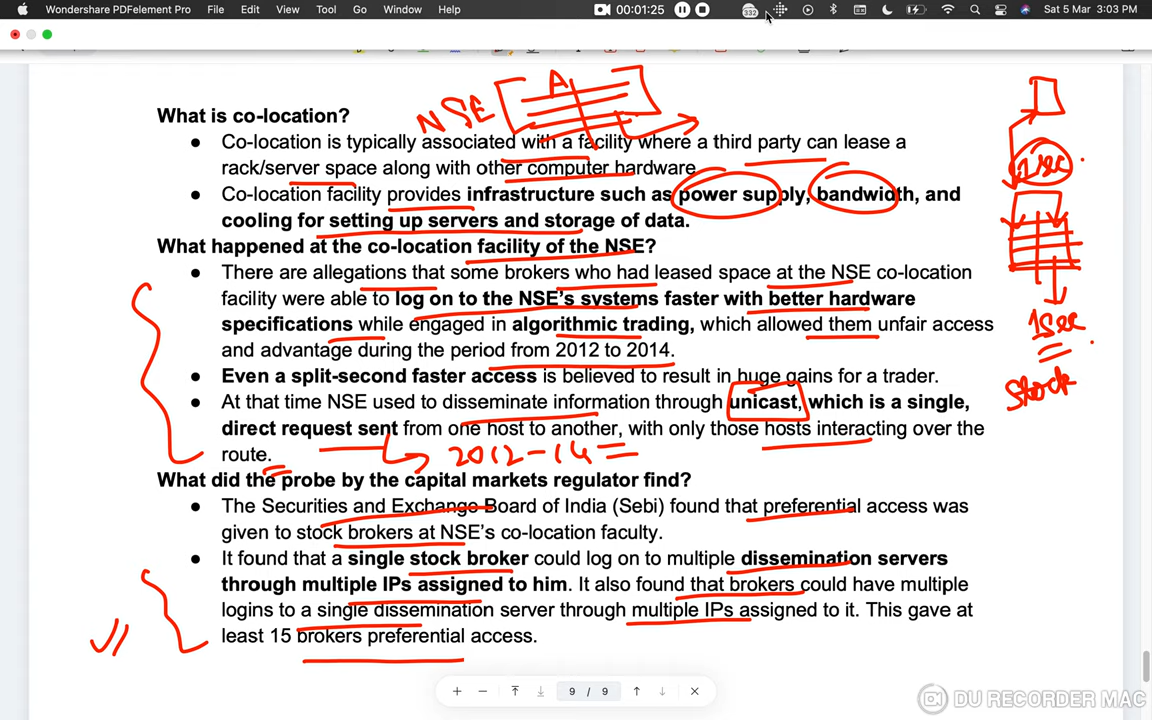 Wondershare PDFelement Pro File Edit View Tool Go Window Help 00:01:25 332 Sat 5 Mar 3:03 PM
NSE A
What is co-location?
● Co-location is typically associated with a facility where a third party can lease a
rack/server space along with other computer hardware.
● Co-location facility provides infrastructure such as power supply, bandwidth, and
cooling for setting up servers and storage of data.
What happened at the co-location facility of the NSE?
● There are allegations that some brokers who had leased space at the NSE co-location
facility were able to log on to the NSE's systems faster with better hardware
specifications while engaged in algorithmic trading, which allowed them unfair access
and advantage during the period from 2012 to 2014.
● Even a split-second faster access is believed to result in huge gains for a trader.
● At that time NSE used to disseminate information through unicast, which is a single,
direct request sent from one host to another, with only those hosts interacting over the
route.
2012-14
What did the probe by the capital markets regulator find?
● The Securities and Exchange Board of India (Sebi) found that preferential access was
given to stock brokers at NSE's co-location faculty.
● It found that a single stock broker could log on to multiple dissemination servers
through multiple IPs assigned to him. It also found that brokers could have multiple
logins to a single dissemination server through multiple IPs assigned to it. This gave at
least 15 brokers preferential access.
1sec
stock
9 / 9
DU RECORDER MAC